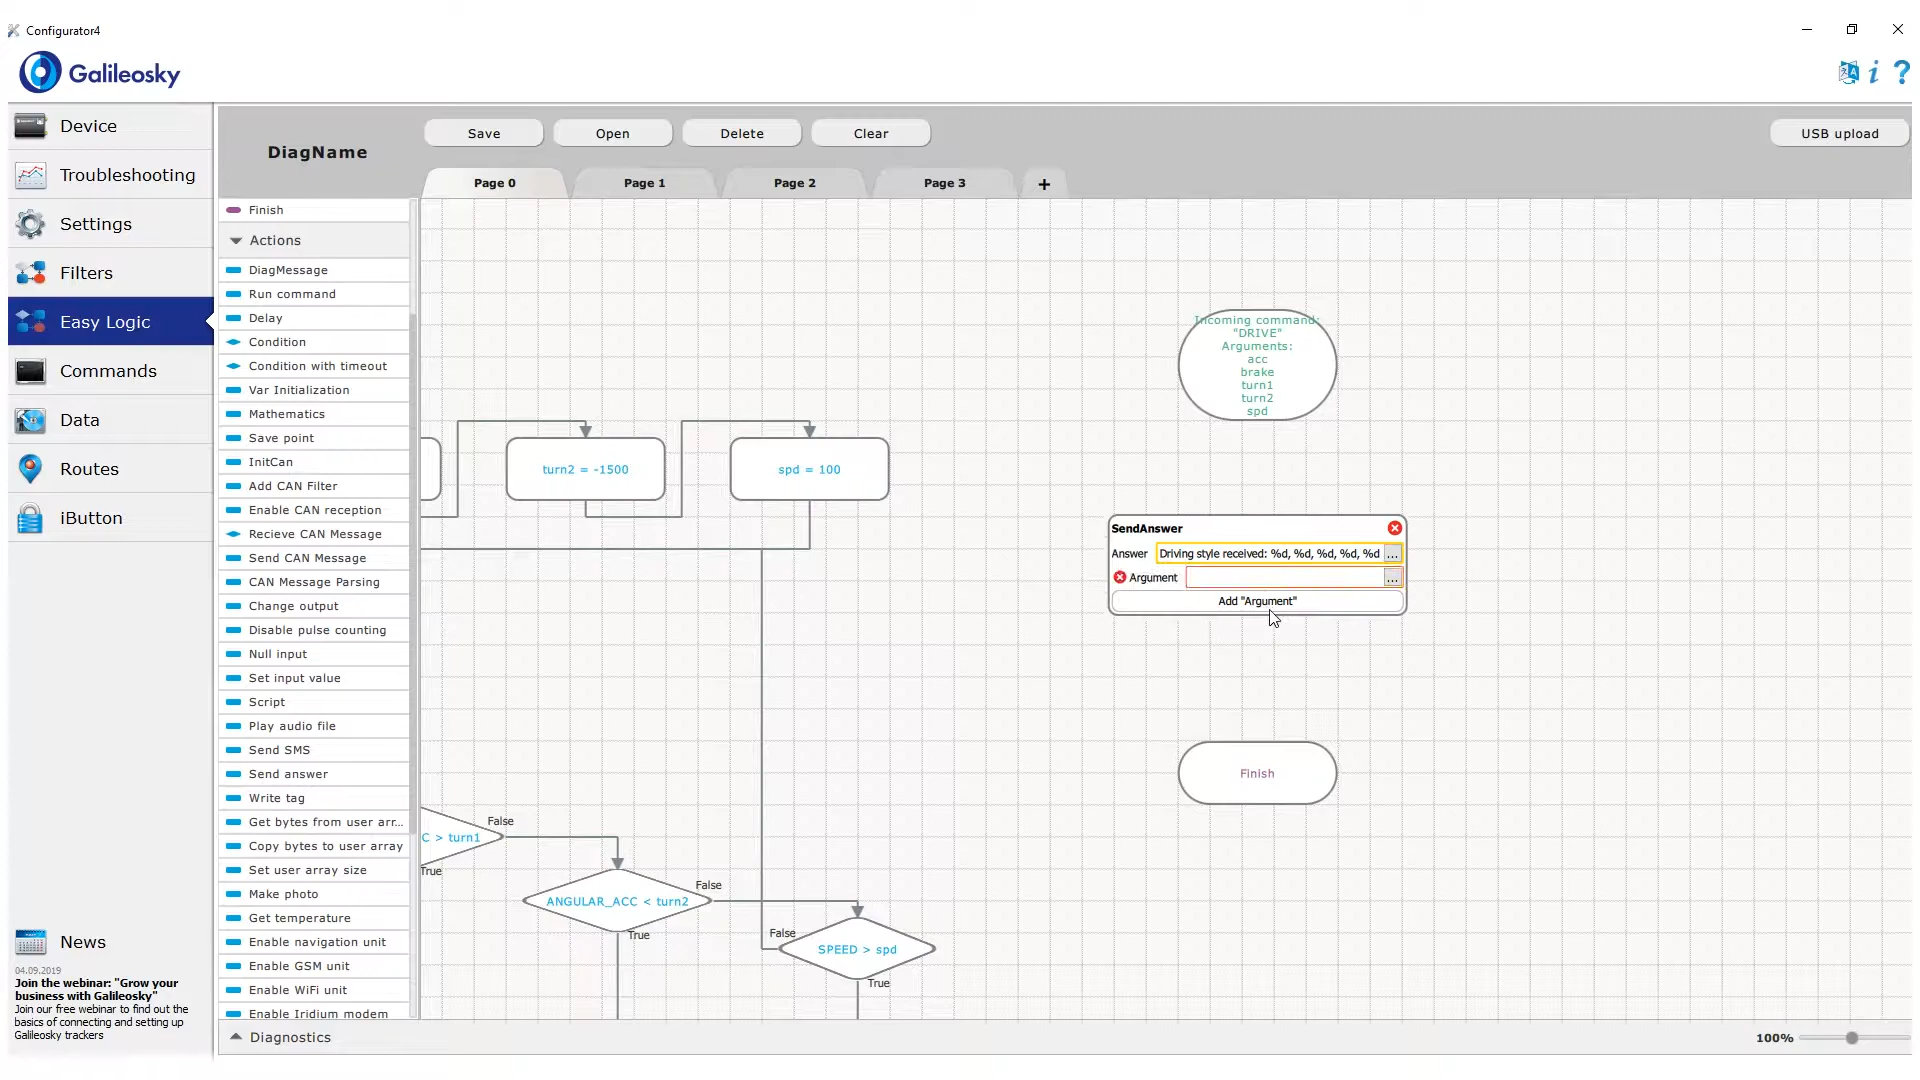 Configurator4
Galileosky
Device
Troubleshooting
Settings
Filters
Easy Logic
Commands
Data
Routes
iButton
News
04.09.2019
Join the webinar: "Grow your
business with Galileosky"
Join our free webinar to find out the
basics of connecting and setting up
Galileosky trackers
DiagName
Save
Open
Delete
Clear
USB upload
Page 0
Page 1
Page 2
Page 3
+
Finish
Actions
DiagMessage
Run command
Delay
Condition
Condition with timeout
Var Initialization
Mathematics
Save point
InitCan
Add CAN Filter
Enable CAN reception
Recieve CAN Message
Send CAN Message
CAN Message Parsing
Change output
Disable pulse counting
Null input
Set input value
Script
Play audio file
Send SMS
Send answer
Write tag
Get bytes from user arr...
Copy bytes to user array
Set user array size
Make photo
Get temperature
Enable navigation unit
Enable GSM unit
Enable WiFi unit
Enable Iridium modem
Incoming command:
"DRIVE"
Arguments:
acc
brake
turn1
turn2
spd
turn2 = -1500
spd = 100
SendAnswer
Answer Driving style received: %d, %d, %d, %d, %d ...
Argument ...
Add "Argument"
Finish
False
C > turn1
True
False
ANGULAR_ACC < turn2
True
False
SPEED > spd
True
Diagnostics
100%